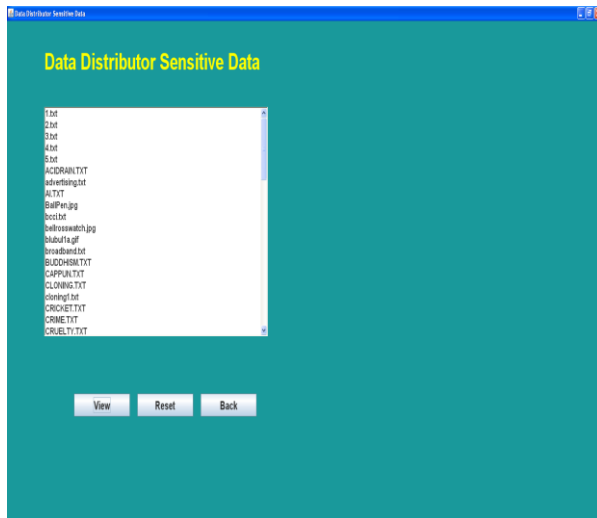 Data Distributor Sensitive Data
Data Distributor Sensitive Data
1.txt
2.txt
3.txt
4.txt
5.txt
ACIDRAIN.TXT
advertising.txt
AI.TXT
BallPen.jpg
bcci.txt
bellrosswatch.jpg
blubul1a.gif
broadband.txt
BUDDHISM.TXT
CAPPUN.TXT
CLONING.TXT
cloning1.txt
CRICKET.TXT
CRIME.TXT
CRUELTY.TXT
View Reset Back